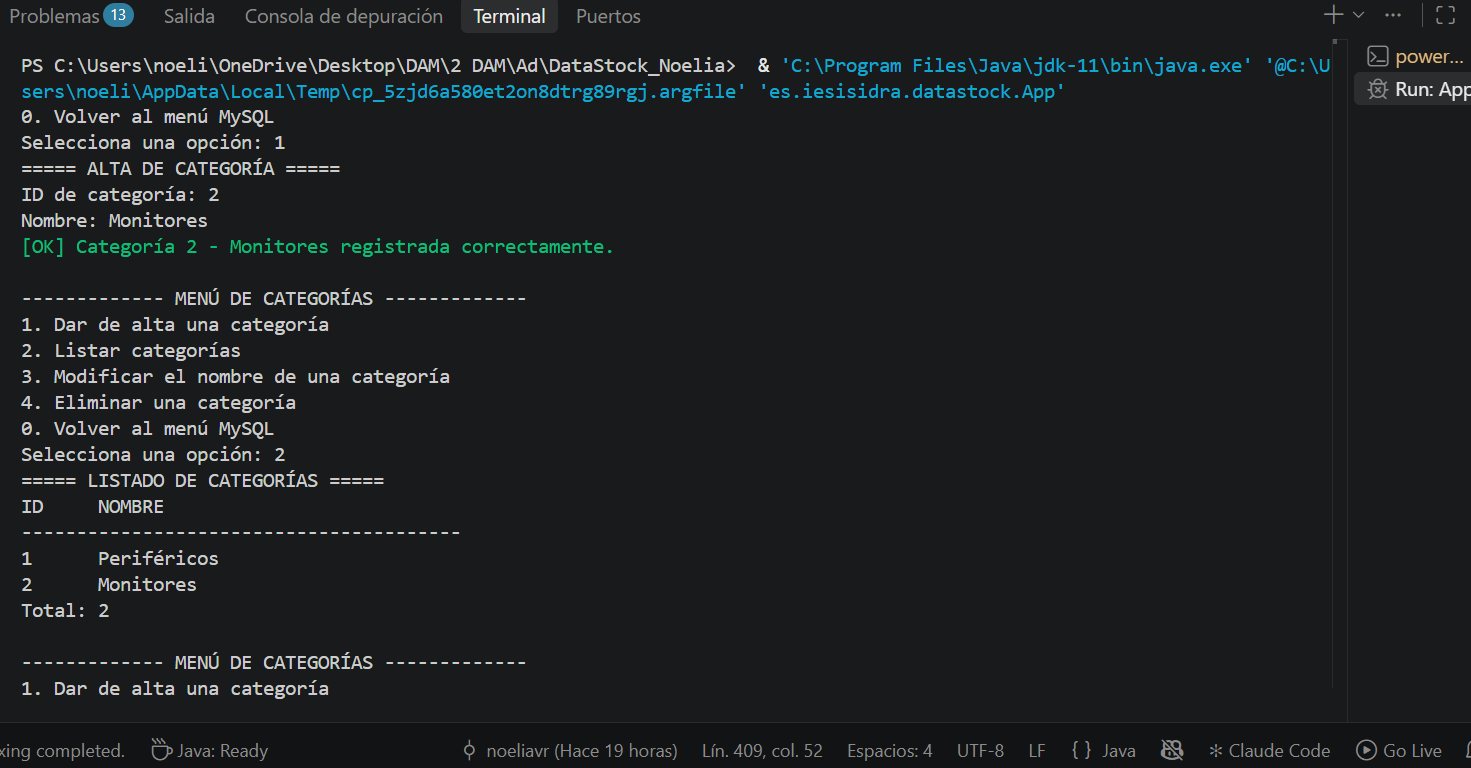 Problemas 13 Salida Consola de depuración Terminal Puertos
PS C:\Users\noeli\OneDrive\Desktop\DAM\2 DAM\Ad\DataStock_Noelia>  & 'C:\Program Files\Java\jdk-11\bin\java.exe' '@C:\U
sers\noeli\AppData\Local\Temp\cp_5zjd6a580et2on8dtrg89rgj.argfile' 'es.iesisidra.datastock.App'
0. Volver al menú MySQL
Selecciona una opción: 1
===== ALTA DE CATEGORÍA =====
ID de categoría: 2
Nombre: Monitores
[OK] Categoría 2 - Monitores registrada correctamente.
------------- MENÚ DE CATEGORÍAS -------------
1. Dar de alta una categoría
2. Listar categorías
3. Modificar el nombre de una categoría
4. Eliminar una categoría
0. Volver al menú MySQL
Selecciona una opción: 2
===== LISTADO DE CATEGORÍAS =====
ID     NOMBRE
----------------------------------------
1      Periféricos
2      Monitores
Total: 2
------------- MENÚ DE CATEGORÍAS -------------
1. Dar de alta una categoría
power...
Run: App
xing completed. Java: Ready noeliavr (Hace 19 horas) Lín. 409, col. 52 Espacios: 4 UTF-8 LF { } Java Claude Code Go Live